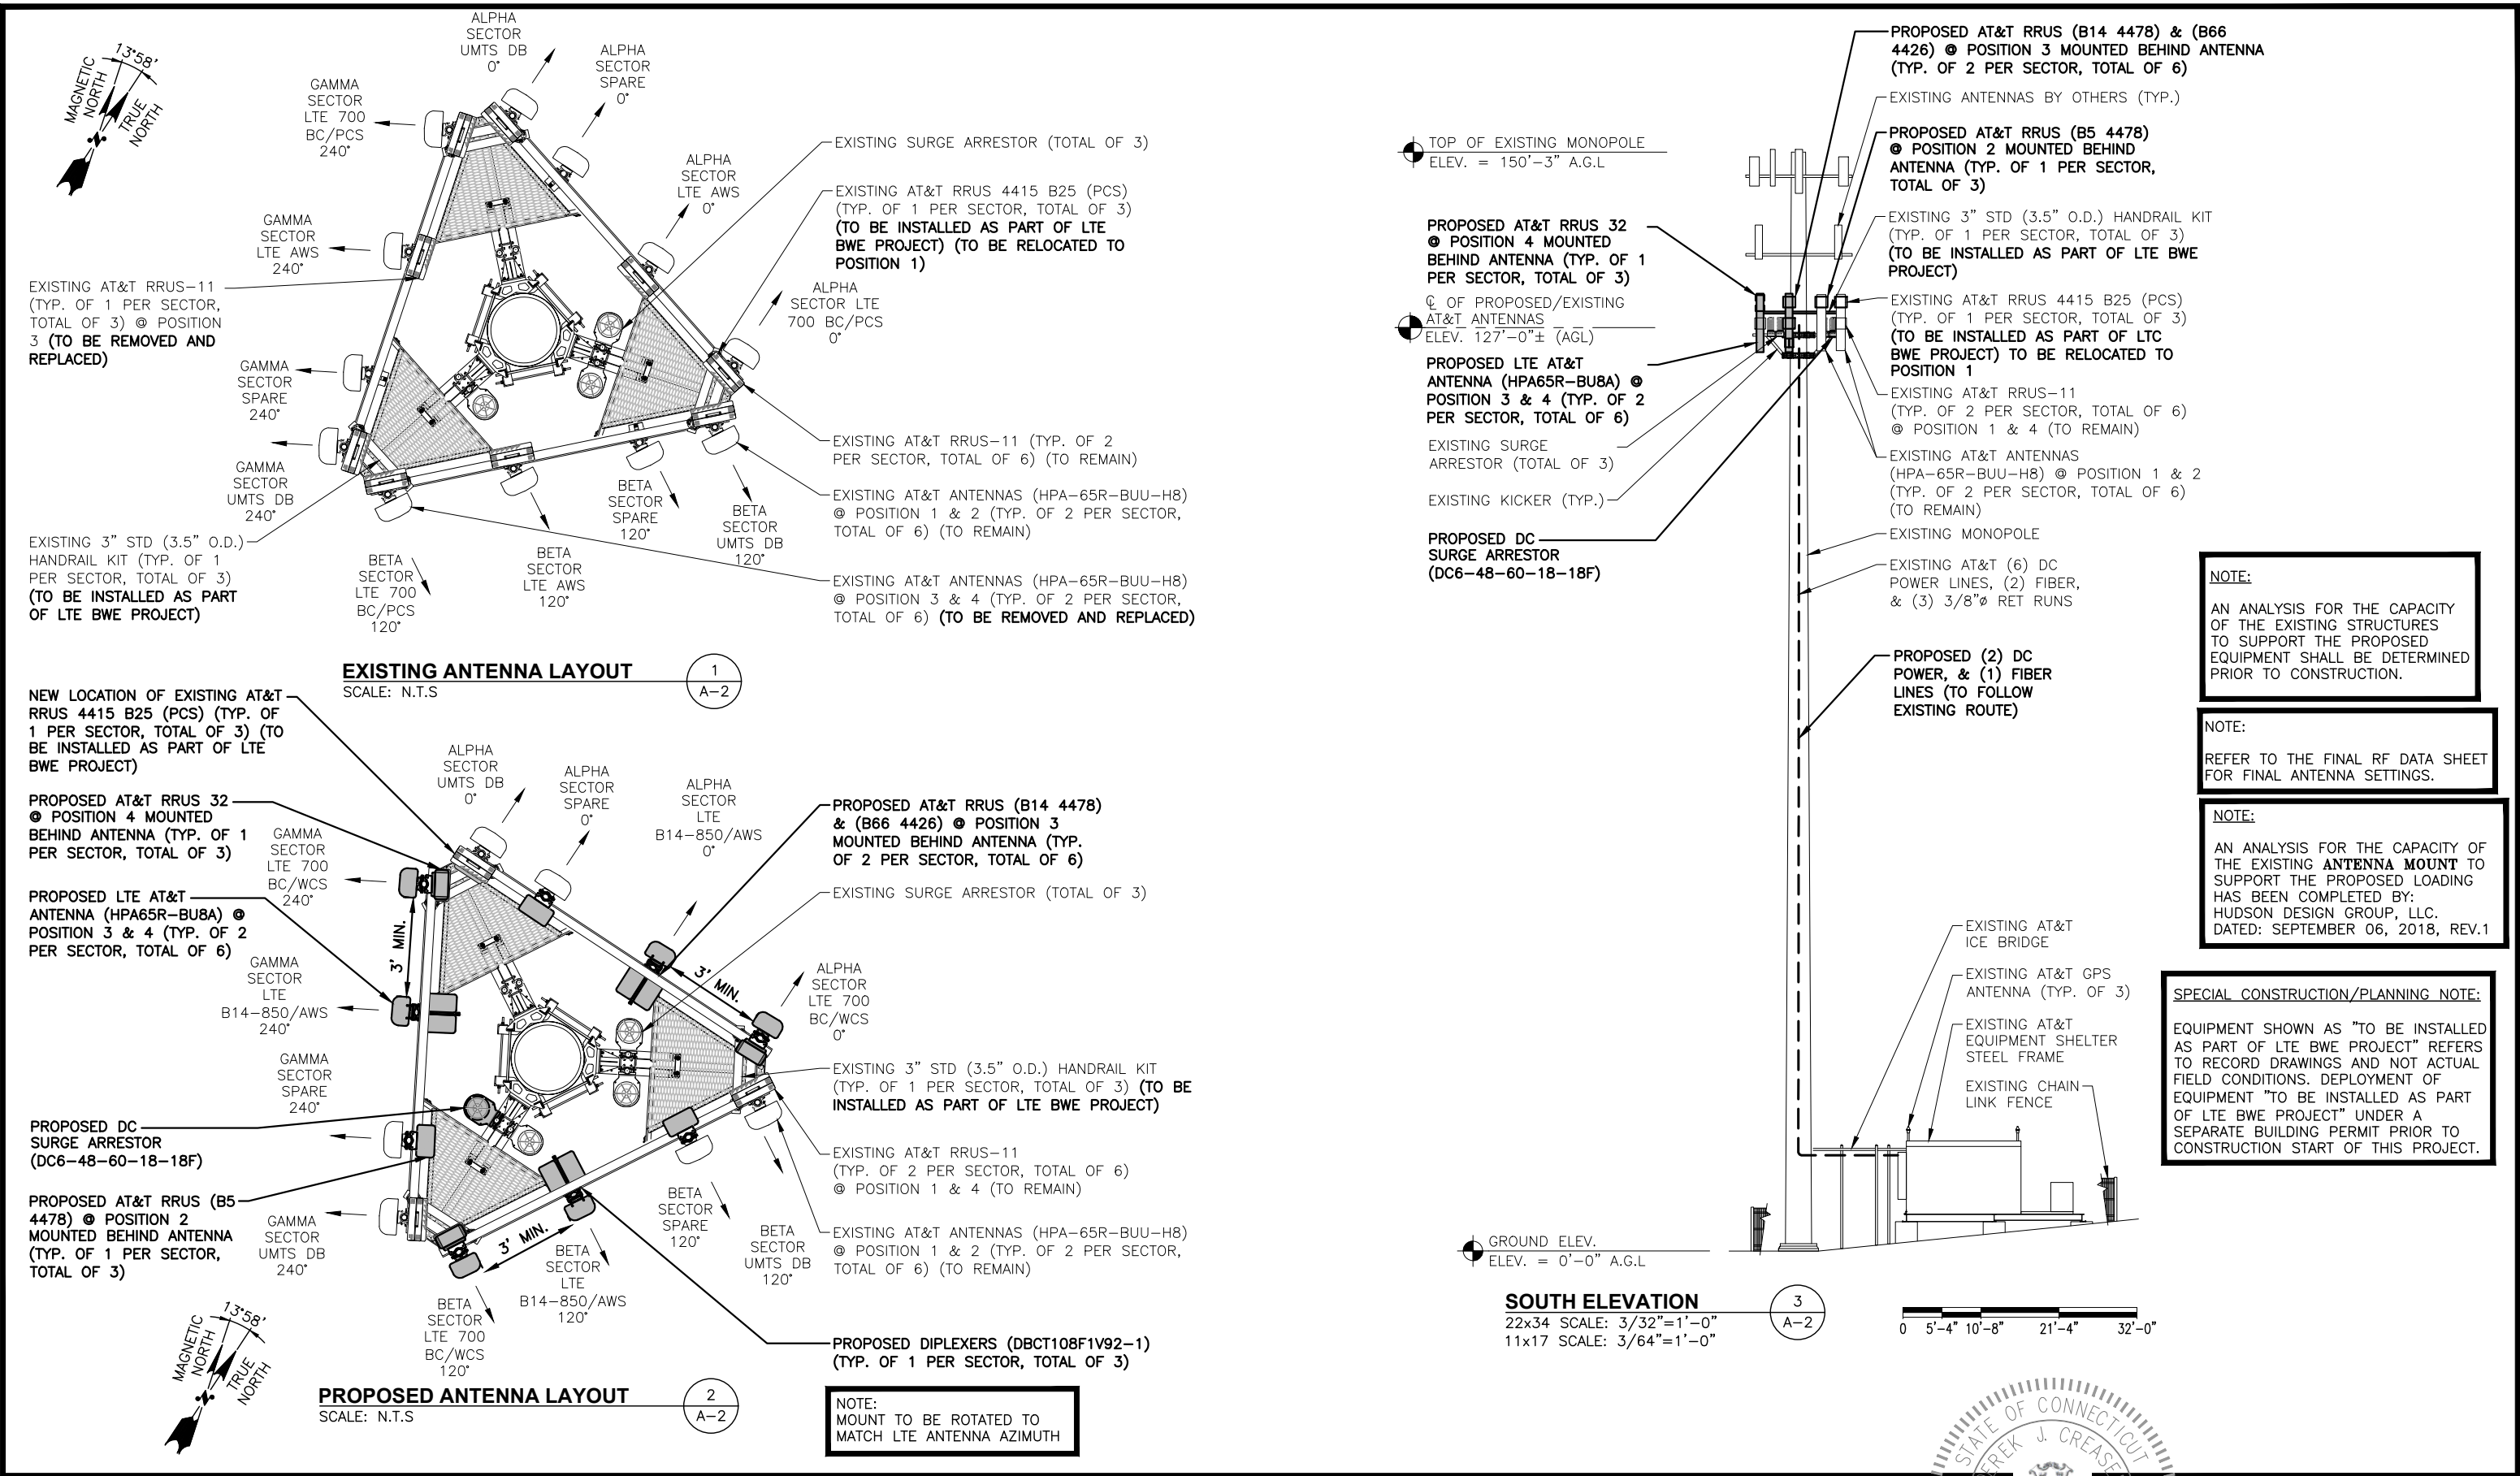 13°58'
MAGNETIC
NORTH
TRUE
NORTH
N
ALPHA
SECTOR
UMTS DB
0°
ALPHA
SECTOR
SPARE
0°
GAMMA
SECTOR
LTE 700
BC/PCS
240°
ALPHA
SECTOR
LTE AWS
0°
GAMMA
SECTOR
LTE AWS
240°
ALPHA
SECTOR LTE
700 BC/PCS
0°
GAMMA
SECTOR
SPARE
240°
GAMMA
SECTOR
UMTS DB
240°
BETA
SECTOR
SPARE
120°
BETA
SECTOR
UMTS DB
120°
BETA
SECTOR
LTE AWS
120°
BETA
SECTOR
LTE 700
BC/PCS
120°
EXISTING AT&T RRUS-11
(TYP. OF 1 PER SECTOR,
TOTAL OF 3) @ POSITION
3 (TO BE REMOVED AND
REPLACED)
EXISTING 3" STD (3.5" O.D.)
HANDRAIL KIT (TYP. OF 1
PER SECTOR, TOTAL OF 3)
(TO BE INSTALLED AS PART
OF LTE BWE PROJECT)
EXISTING SURGE ARRESTOR (TOTAL OF 3)
EXISTING AT&T RRUS 4415 B25 (PCS)
(TYP. OF 1 PER SECTOR, TOTAL OF 3)
(TO BE INSTALLED AS PART OF LTE
BWE PROJECT) (TO BE RELOCATED TO
POSITION 1)
EXISTING AT&T RRUS-11 (TYP. OF 2
PER SECTOR, TOTAL OF 6) (TO REMAIN)
EXISTING AT&T ANTENNAS (HPA-65R-BUU-H8)
@ POSITION 1 & 2 (TYP. OF 2 PER SECTOR,
TOTAL OF 6) (TO REMAIN)
EXISTING AT&T ANTENNAS (HPA-65R-BUU-H8)
@ POSITION 3 & 4 (TYP. OF 2 PER SECTOR,
TOTAL OF 6) (TO BE REMOVED AND REPLACED)
EXISTING ANTENNA LAYOUT
SCALE: N.T.S
1
A-2
NEW LOCATION OF EXISTING AT&T
RRUS 4415 B25 (PCS) (TYP. OF
1 PER SECTOR, TOTAL OF 3) (TO
BE INSTALLED AS PART OF LTE
BWE PROJECT)
PROPOSED AT&T RRUS 32
@ POSITION 4 MOUNTED
BEHIND ANTENNA (TYP. OF 1
PER SECTOR, TOTAL OF 3)
PROPOSED LTE AT&T
ANTENNA (HPA65R-BU8A) @
POSITION 3 & 4 (TYP. OF 2
PER SECTOR, TOTAL OF 6)
PROPOSED DC
SURGE ARRESTOR
(DC6-48-60-18-18F)
PROPOSED AT&T RRUS (B5
4478) @ POSITION 2
MOUNTED BEHIND ANTENNA
(TYP. OF 1 PER SECTOR,
TOTAL OF 3)
ALPHA
SECTOR
UMTS DB
0°
ALPHA
SECTOR
SPARE
0°
ALPHA
SECTOR
LTE
B14-850/AWS
0°
GAMMA
SECTOR
LTE 700
BC/WCS
240°
3' MIN.
GAMMA
SECTOR
LTE
B14-850/AWS
240°
3' MIN.
ALPHA
SECTOR
LTE 700
BC/WCS
0°
GAMMA
SECTOR
SPARE
240°
GAMMA
SECTOR
UMTS DB
240°
3' MIN.
BETA
SECTOR
SPARE
120°
BETA
SECTOR
UMTS DB
120°
BETA
SECTOR
LTE
B14-850/AWS
120°
BETA
SECTOR
LTE 700
BC/WCS
120°
PROPOSED AT&T RRUS (B14 4478)
& (B66 4426) @ POSITION 3
MOUNTED BEHIND ANTENNA (TYP.
OF 2 PER SECTOR, TOTAL OF 6)
EXISTING SURGE ARRESTOR (TOTAL OF 3)
EXISTING 3" STD (3.5" O.D.) HANDRAIL KIT
(TYP. OF 1 PER SECTOR, TOTAL OF 3) (TO BE
INSTALLED AS PART OF LTE BWE PROJECT)
EXISTING AT&T RRUS-11
(TYP. OF 2 PER SECTOR, TOTAL OF 6)
@ POSITION 1 & 4 (TO REMAIN)
EXISTING AT&T ANTENNAS (HPA-65R-BUU-H8)
@ POSITION 1 & 2 (TYP. OF 2 PER SECTOR,
TOTAL OF 6) (TO REMAIN)
PROPOSED DIPLEXERS (DBCT108F1V92-1)
(TYP. OF 1 PER SECTOR, TOTAL OF 3)
13°58'
MAGNETIC
NORTH
TRUE
NORTH
N
PROPOSED ANTENNA LAYOUT
SCALE: N.T.S
2
A-2
NOTE:
MOUNT TO BE ROTATED TO
MATCH LTE ANTENNA AZIMUTH
TOP OF EXISTING MONOPOLE
ELEV. = 150'-3" A.G.L
PROPOSED AT&T RRUS 32
@ POSITION 4 MOUNTED
BEHIND ANTENNA (TYP. OF 1
PER SECTOR, TOTAL OF 3)
℄ OF PROPOSED/EXISTING
AT&T ANTENNAS
ELEV. 127'-0"± (AGL)
PROPOSED LTE AT&T
ANTENNA (HPA65R-BU8A) @
POSITION 3 & 4 (TYP. OF 2
PER SECTOR, TOTAL OF 6)
EXISTING SURGE
ARRESTOR (TOTAL OF 3)
EXISTING KICKER (TYP.)
PROPOSED DC
SURGE ARRESTOR
(DC6-48-60-18-18F)
PROPOSED AT&T RRUS (B14 4478) & (B66
4426) @ POSITION 3 MOUNTED BEHIND ANTENNA
(TYP. OF 2 PER SECTOR, TOTAL OF 6)
EXISTING ANTENNAS BY OTHERS (TYP.)
PROPOSED AT&T RRUS (B5 4478)
@ POSITION 2 MOUNTED BEHIND
ANTENNA (TYP. OF 1 PER SECTOR,
TOTAL OF 3)
EXISTING 3" STD (3.5" O.D.) HANDRAIL KIT
(TYP. OF 1 PER SECTOR, TOTAL OF 3)
(TO BE INSTALLED AS PART OF LTE BWE
PROJECT)
EXISTING AT&T RRUS 4415 B25 (PCS)
(TYP. OF 1 PER SECTOR, TOTAL OF 3)
(TO BE INSTALLED AS PART OF LTC
BWE PROJECT) TO BE RELOCATED TO
POSITION 1
EXISTING AT&T RRUS-11
(TYP. OF 2 PER SECTOR, TOTAL OF 6)
@ POSITION 1 & 4 (TO REMAIN)
EXISTING AT&T ANTENNAS
(HPA-65R-BUU-H8) @ POSITION 1 & 2
(TYP. OF 2 PER SECTOR, TOTAL OF 6)
(TO REMAIN)
EXISTING MONOPOLE
EXISTING AT&T (6) DC
POWER LINES, (2) FIBER,
& (3) 3/8"ø RET RUNS
PROPOSED (2) DC
POWER, & (1) FIBER
LINES (TO FOLLOW
EXISTING ROUTE)
EXISTING AT&T
ICE BRIDGE
EXISTING AT&T GPS
ANTENNA (TYP. OF 3)
EXISTING AT&T
EQUIPMENT SHELTER
STEEL FRAME
EXISTING CHAIN
LINK FENCE
GROUND ELEV.
ELEV. = 0'-0" A.G.L
SOUTH ELEVATION
22x34 SCALE: 3/32"=1'-0"
11x17 SCALE: 3/64"=1'-0"
3
A-2
0 5'-4" 10'-8" 21'-4" 32'-0"
NOTE:
AN ANALYSIS FOR THE CAPACITY
OF THE EXISTING STRUCTURES
TO SUPPORT THE PROPOSED
EQUIPMENT SHALL BE DETERMINED
PRIOR TO CONSTRUCTION.
NOTE:
REFER TO THE FINAL RF DATA SHEET
FOR FINAL ANTENNA SETTINGS.
NOTE:
AN ANALYSIS FOR THE CAPACITY OF
THE EXISTING ANTENNA MOUNT TO
SUPPORT THE PROPOSED LOADING
HAS BEEN COMPLETED BY:
HUDSON DESIGN GROUP, LLC.
DATED: SEPTEMBER 06, 2018, REV.1
SPECIAL CONSTRUCTION/PLANNING NOTE:
EQUIPMENT SHOWN AS "TO BE INSTALLED
AS PART OF LTE BWE PROJECT" REFERS
TO RECORD DRAWINGS AND NOT ACTUAL
FIELD CONDITIONS. DEPLOYMENT OF
EQUIPMENT "TO BE INSTALLED AS PART
OF LTE BWE PROJECT" UNDER A
SEPARATE BUILDING PERMIT PRIOR TO
CONSTRUCTION START OF THIS PROJECT.
STATE OF CONNECTICUT
J. CREASE